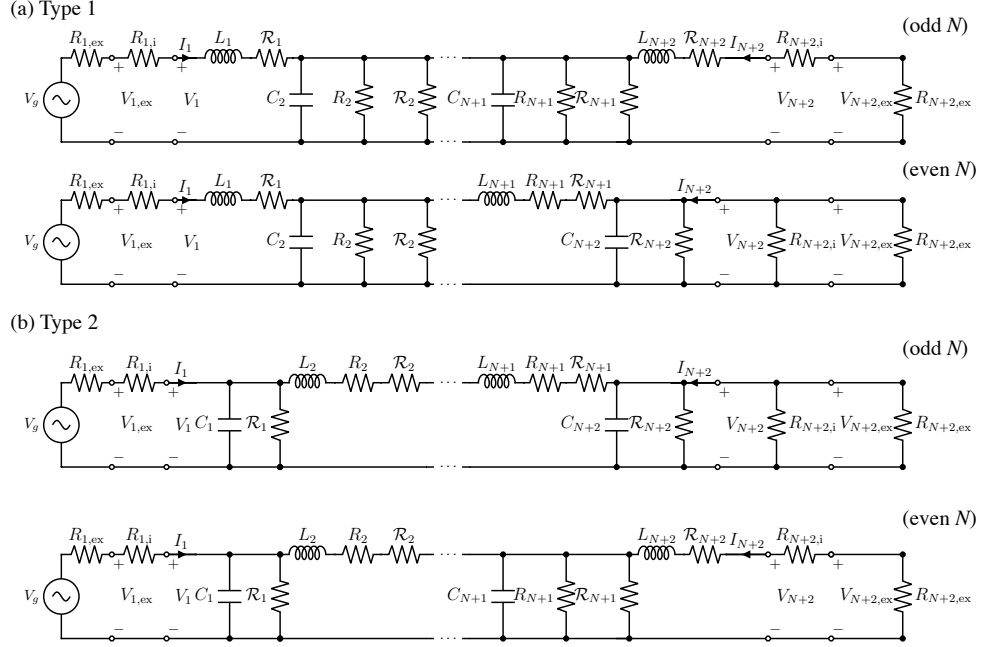 (a) Type 1
(odd N)
R1,ex R1,i I1 L1 ℛ1 LN+2 ℛN+2 IN+2 RN+2,i
+ + + +
Vg V1,ex V1 C2 R2 ℛ2 CN+1 RN+1 ℛN+1 VN+2 VN+2,ex RN+2,ex
− − ··· − −
(even N)
R1,ex R1,i I1 L1 ℛ1 LN+1 RN+1 ℛN+1 IN+2
+ + + +
Vg V1,ex V1 C2 R2 ℛ2 CN+2 ℛN+2 VN+2 RN+2,i VN+2,ex RN+2,ex
− − ··· − −
(b) Type 2
(odd N)
R1,ex R1,i I1 L2 R2 ℛ2 LN+1 RN+1 ℛN+1 IN+2
+ + + +
Vg V1,ex V1 C1 ℛ1 CN+2 ℛN+2 VN+2 RN+2,i VN+2,ex RN+2,ex
− − ··· − −
(even N)
R1,ex R1,i I1 L2 R2 ℛ2 LN+2 ℛN+2 IN+2 RN+2,i
+ + + +
Vg V1,ex V1 C1 ℛ1 CN+1 RN+1 ℛN+1 VN+2 VN+2,ex RN+2,ex
− − ··· − −